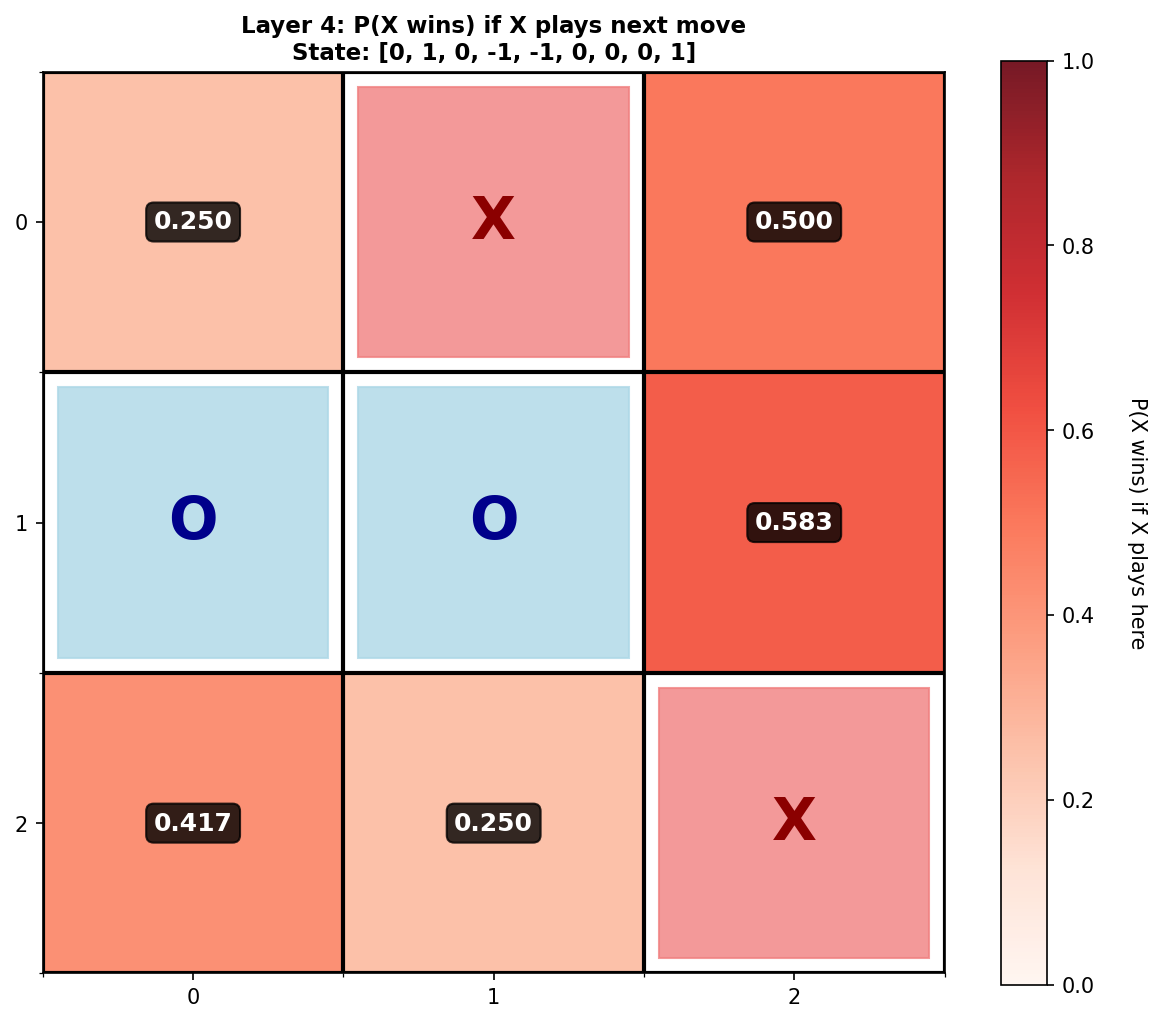 Layer 4: P(X wins) if X plays next move
State: [0, 1, 0, -1, -1, 0, 0, 0, 1]
0
0.250
X
0.500
1
O
O
0.583
2
0.417
0.250
X
0
1
2
1.0
0.8
0.6
0.4
0.2
0.0
P(X wins) if X plays here